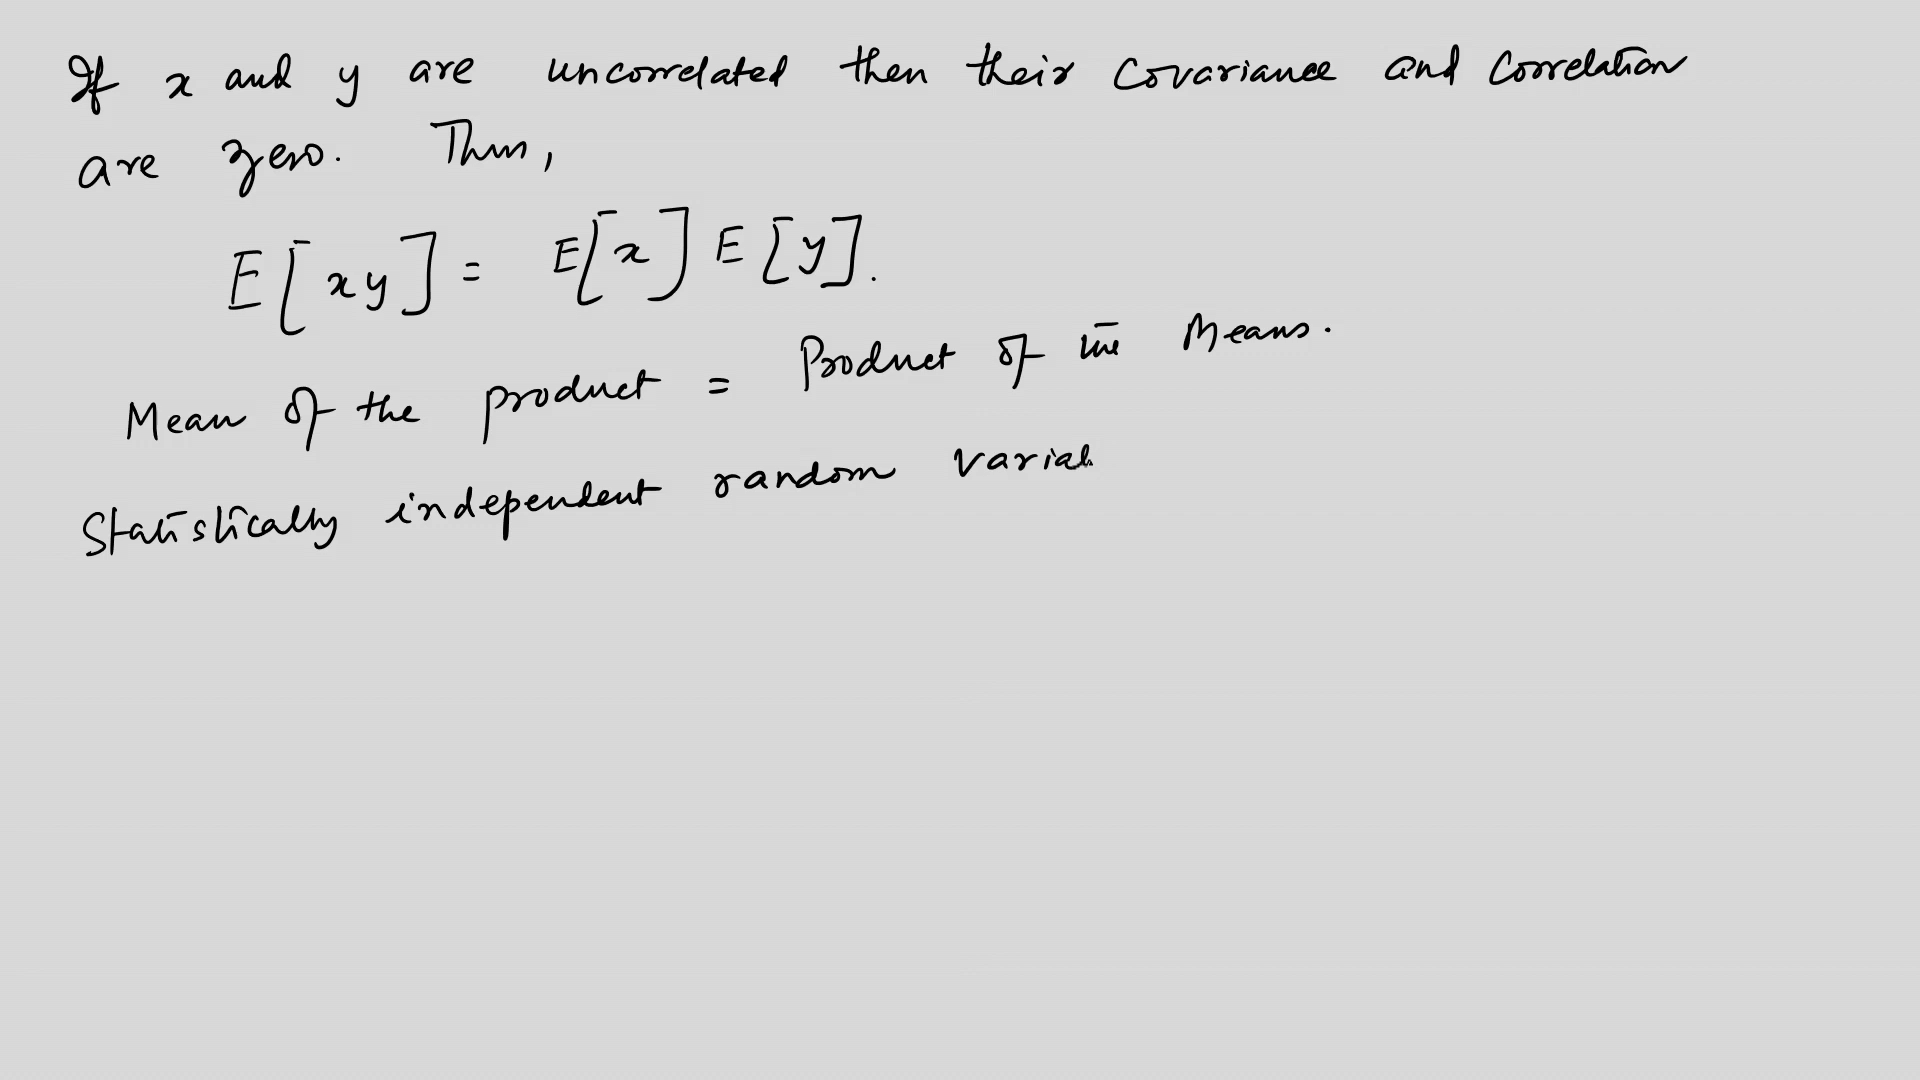 If x and y are uncorrelated then their covariance and correlation
are zero. Thus,
E[xy] = E[x] E[y].
Mean of the product = Product of the Means.
Statistically independent random variab